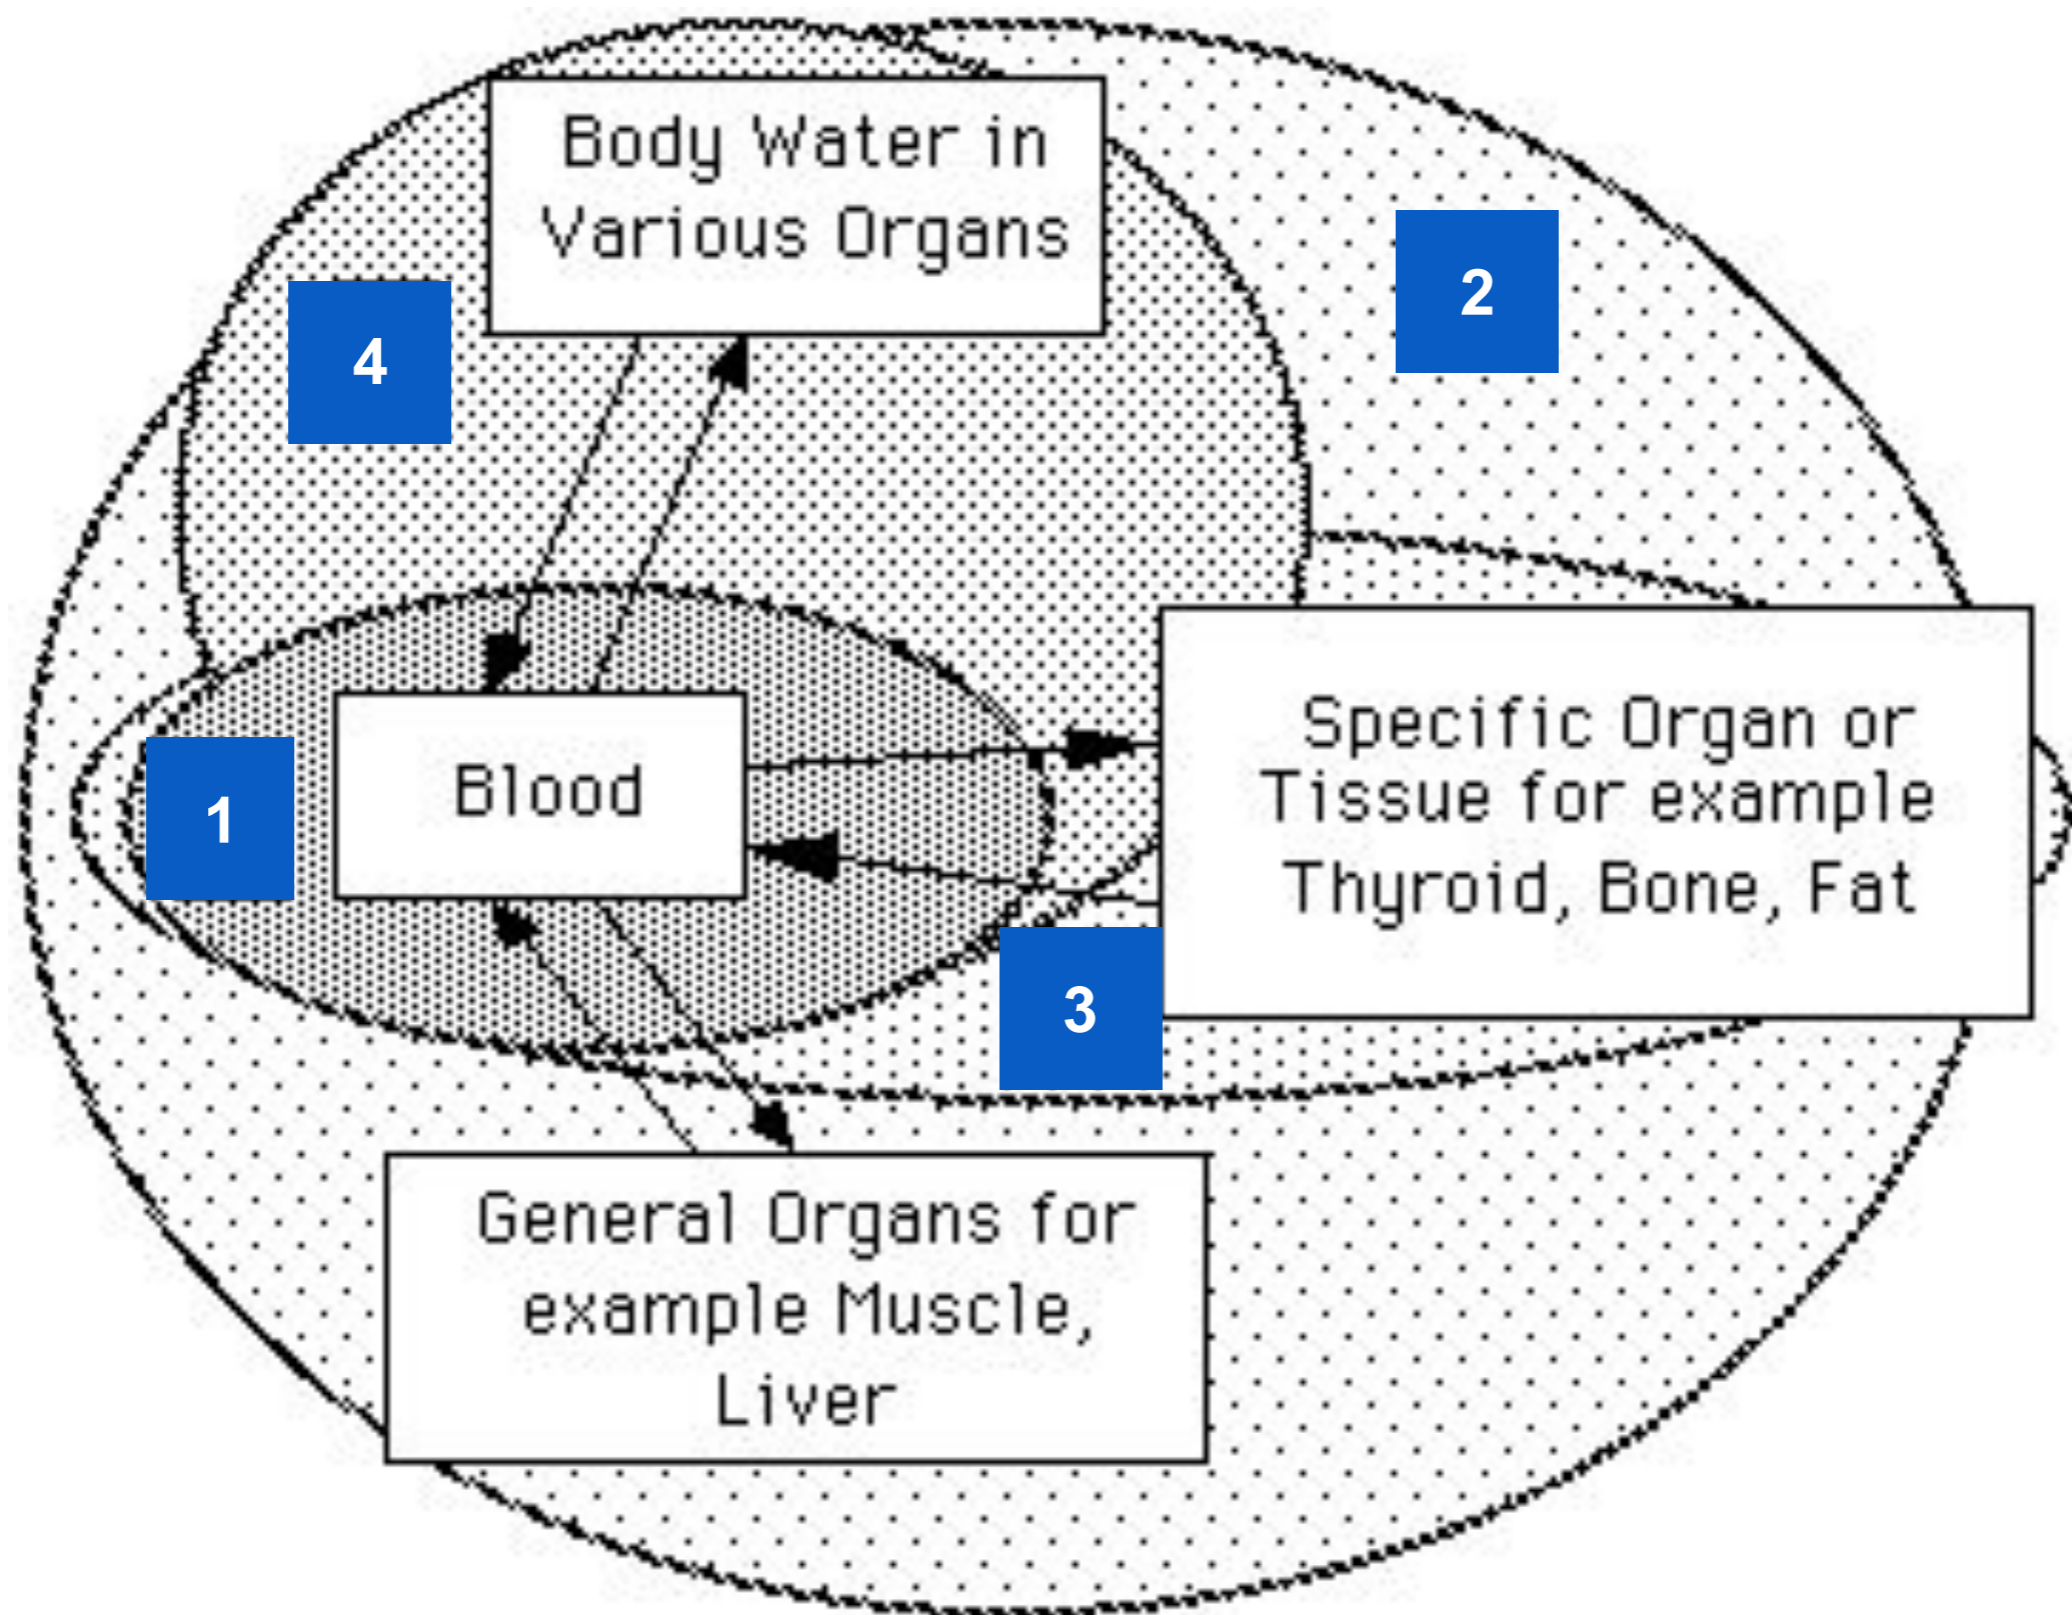 Body Water in
Various Organs
2
4
Specific Organ or
Tissue for example
Thyroid, Bone, Fat
Blood
1
3
General Organs for
example Muscle,
Liver